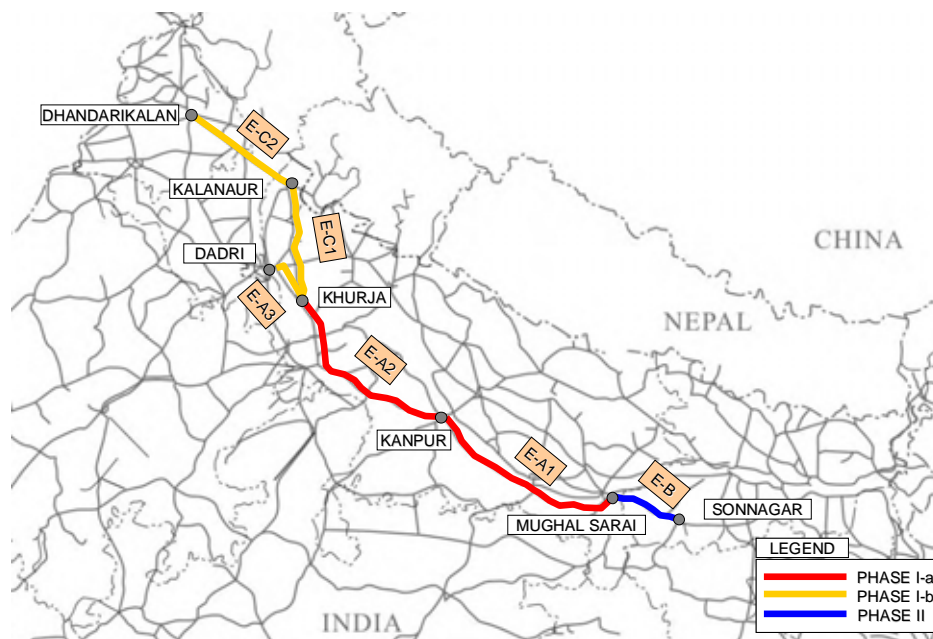 DHANDARIKALAN
E-C2
KALANAUR
E-C1
DADRI
CHINA
E-A3
KHURJA
NEPAL
E-A2
KANPUR
E-A1
E-B
SONNAGAR
MUGHAL SARAI
INDIA
LEGEND
PHASE I-a
PHASE I-b
PHASE II